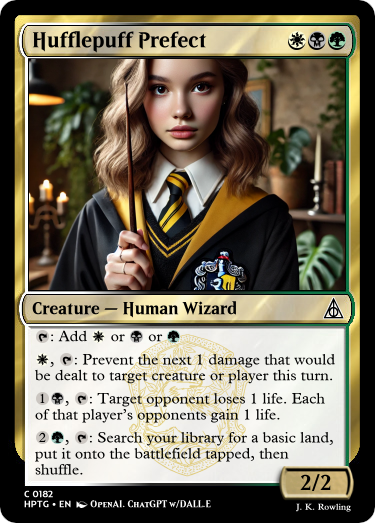 Hufflepuff Prefect
: Add or or
, : Prevent the next 1 damage that would
be dealt to target creature or player this turn.
1 , : Target opponent loses 1 life. Each
of that player's opponents gain 1 life.
2 , : Search your library for a basic land,
put it onto the battlefield tapped, then
shuffle.
Creature — Human Wizard
2/2
C 0182
HPTG • EN OpenAI. ChatGPT w/DALL.E
J. K. Rowling